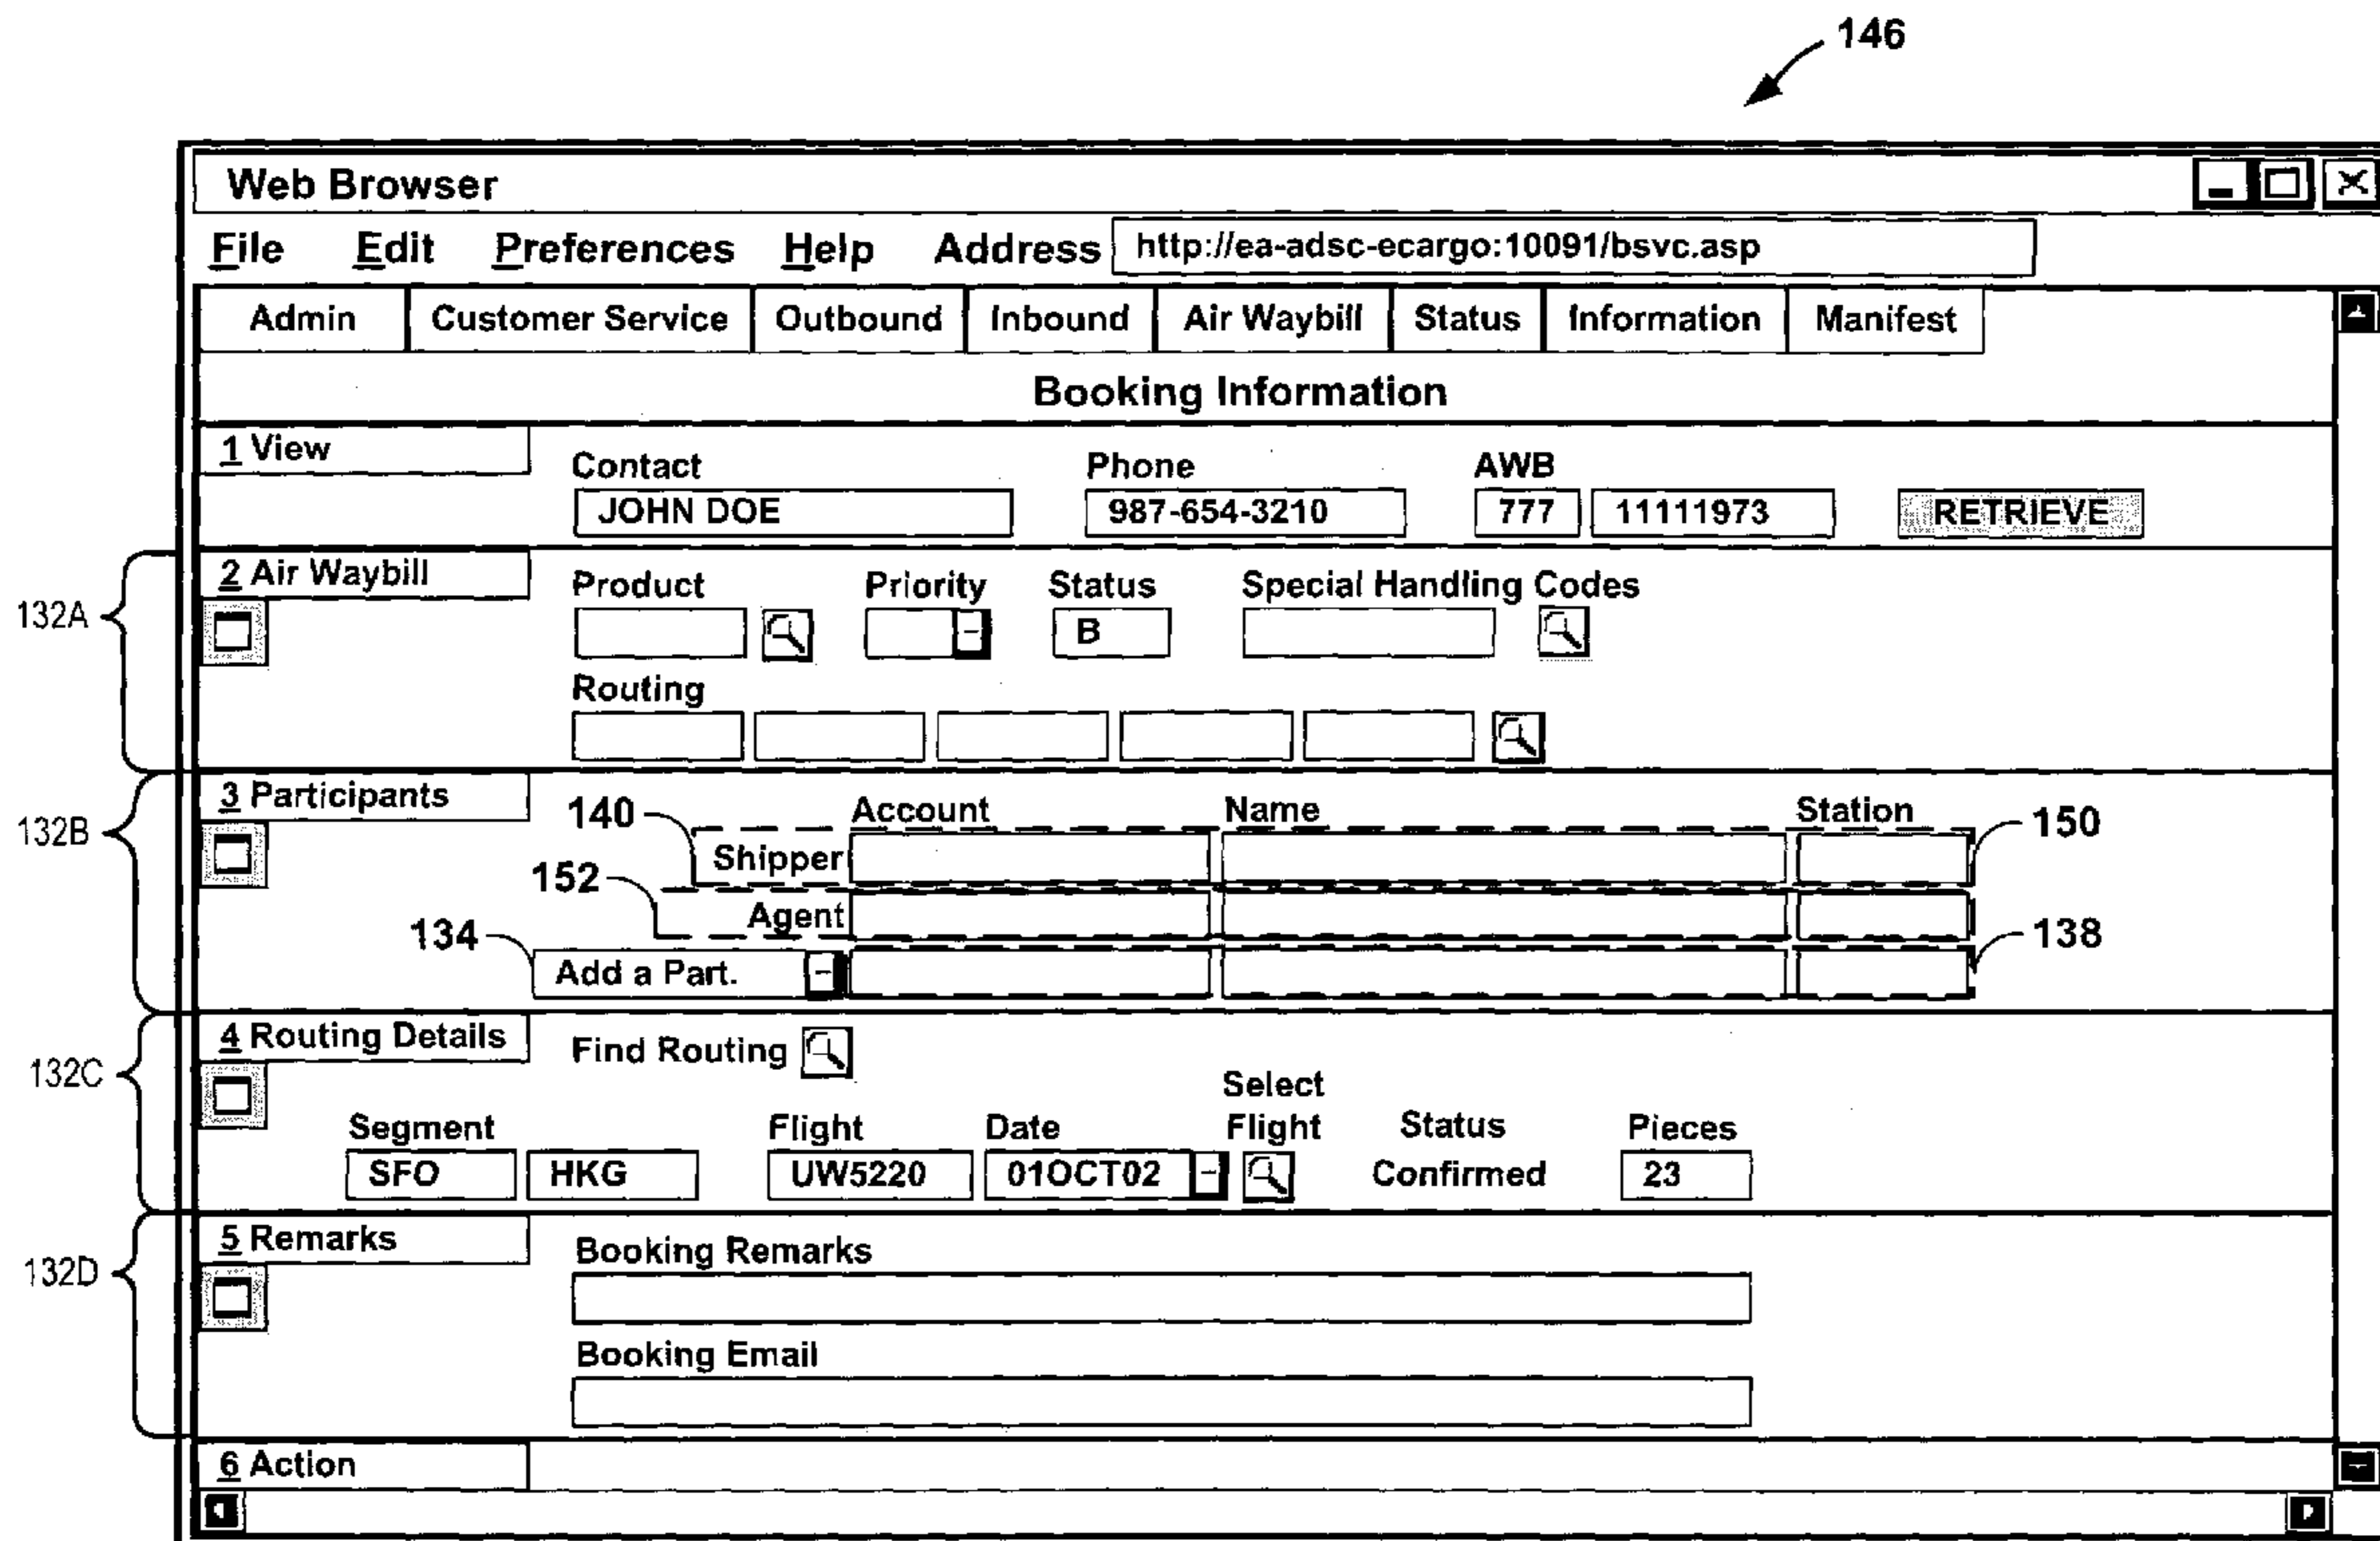 146
Web Browser
File Edit Preferences Help Address http://ea-adsc-ecargo:10091/bsvc.asp
Admin Customer Service Outbound Inbound Air Waybill Status Information Manifest
Booking Information
1 View
Contact Phone AWB
JOHN DOE 987-654-3210 777 11111973 RETRIEVE
2 Air Waybill
132A
Product Priority Status Special Handling Codes
B
Routing
3 Participants
132B
Account Name Station
140 Shipper 150
152 Agent
134 Add a Part. 138
4 Routing Details
132C
Find Routing
Segment Flight Date Select Flight Status Pieces
SFO HKG UW5220 01OCT02 Confirmed 23
5 Remarks
132D
Booking Remarks
Booking Email
6 Action